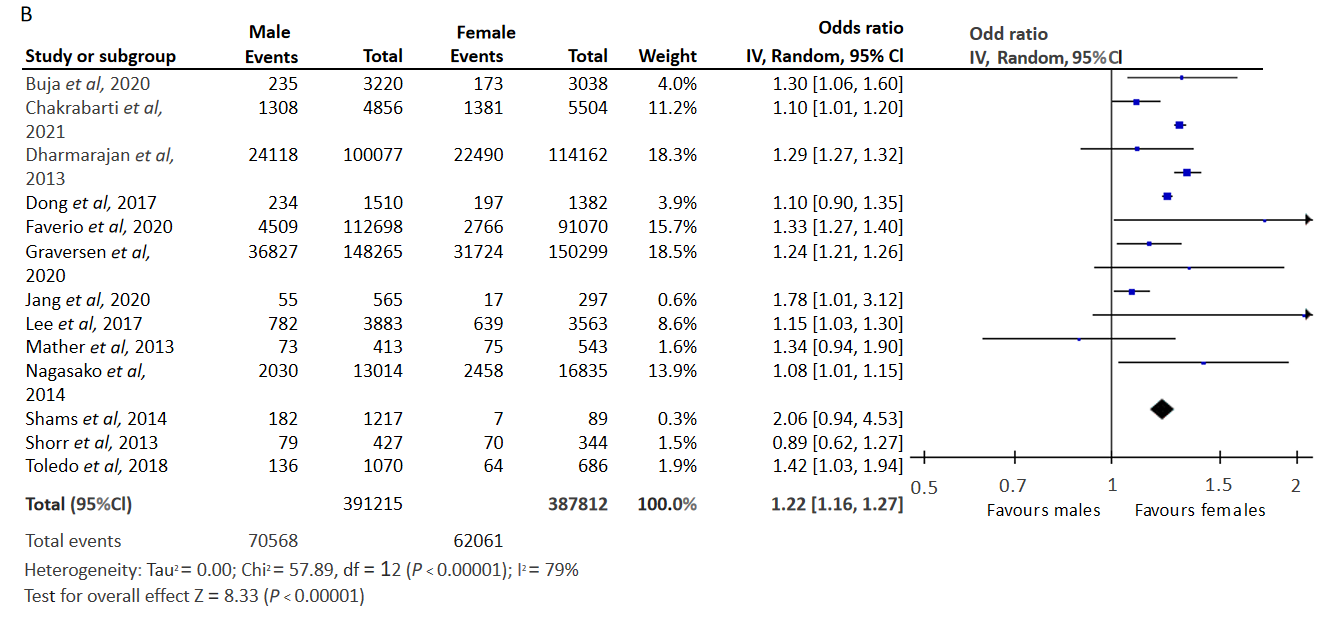 B
Male Female Odds ratio Odd ratio
Study or subgroup Events Total Events Total Weight IV, Random, 95% CI IV, Random, 95% CI
Buja et al, 2020 235 3220 173 3038 4.0% 1.30 [1.06, 1.60]
Chakrabarti et al, 1308 4856 1381 5504 11.2% 1.10 [1.01, 1.20]
2021
Dharmarajan et al, 24118 100077 22490 114162 18.3% 1.29 [1.27, 1.32]
2013
Dong et al, 2017 234 1510 197 1382 3.9% 1.10 [0.90, 1.35]
Faverio et al, 2020 4509 112698 2766 91070 15.7% 1.33 [1.27, 1.40]
Graversen et al, 36827 148265 31724 150299 18.5% 1.24 [1.21, 1.26]
2020
Jang et al, 2020 55 565 17 297 0.6% 1.78 [1.01, 3.12]
Lee et al, 2017 782 3883 639 3563 8.6% 1.15 [1.03, 1.30]
Mather et al, 2013 73 413 75 543 1.6% 1.34 [0.94, 1.90]
Nagasako et al, 2030 13014 2458 16835 13.9% 1.08 [1.01, 1.15]
2014
Shams et al, 2014 182 1217 7 89 0.3% 2.06 [0.94, 4.53]
Shorr et al, 2013 79 427 70 344 1.5% 0.89 [0.62, 1.27]
Toledo et al, 2018 136 1070 64 686 1.9% 1.42 [1.03, 1.94]
0.5 0.7 1 1.5 2
Total (95%CI) 391215 387812 100.0% 1.22 [1.16, 1.27] Favours males Favours females
Total events 70568 62061
Heterogeneity: Tau² = 0.00; Chi² = 57.89, df = 12 (P < 0.00001); I² = 79%
Test for overall effect Z = 8.33 (P < 0.00001)